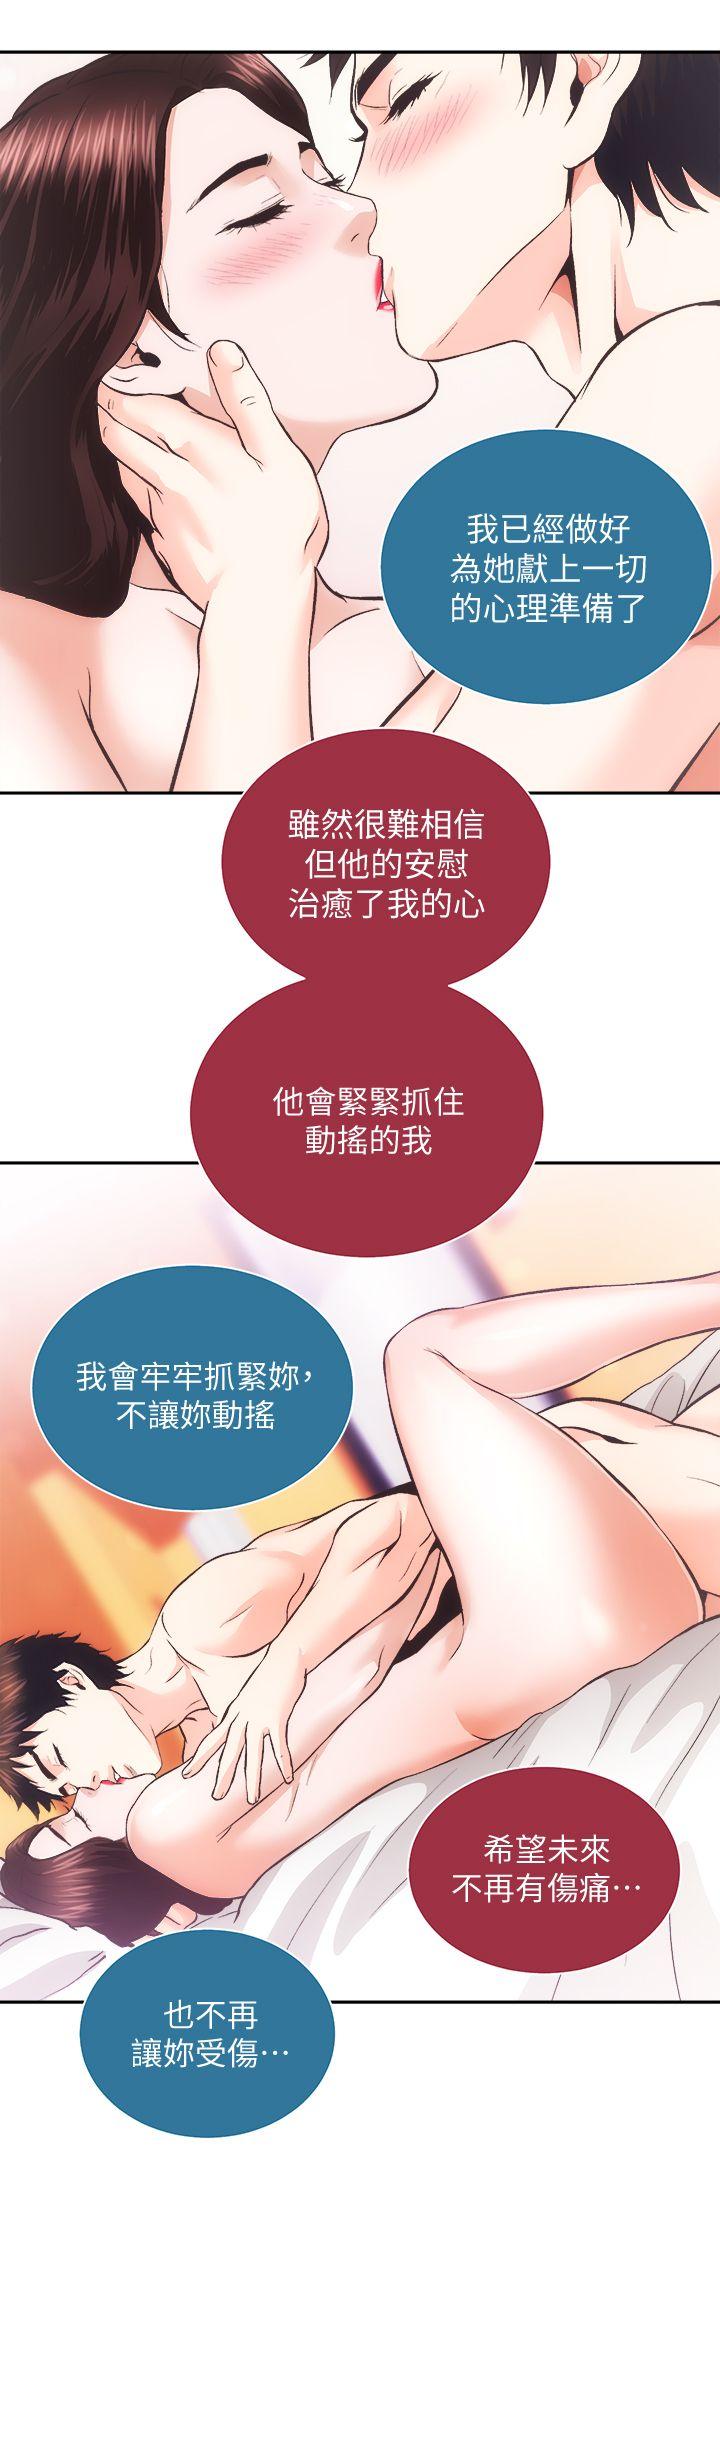 我已經做好
為她獻上一切
的心理準備了
雖然很難相信
但他的安慰
治癒了我的心
他會緊緊抓住
動搖的我
我會牢牢抓緊妳，
不讓妳動搖
希望未來
不再有傷痛⋯
也不再
讓妳受傷⋯